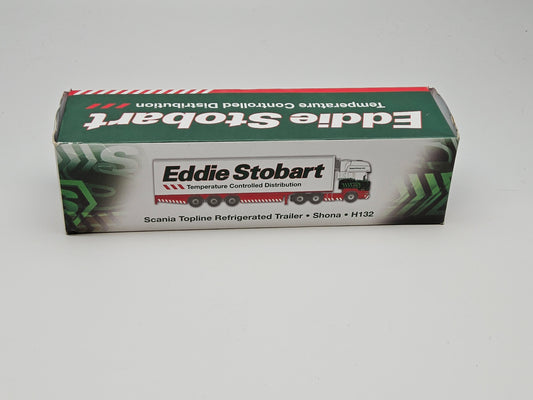 Eddie Stobart
Temperature Controlled Distribution
Eddie Stobart
Temperature Controlled Distribution
Scania Topline Refrigerated Trailer • Shona • H132